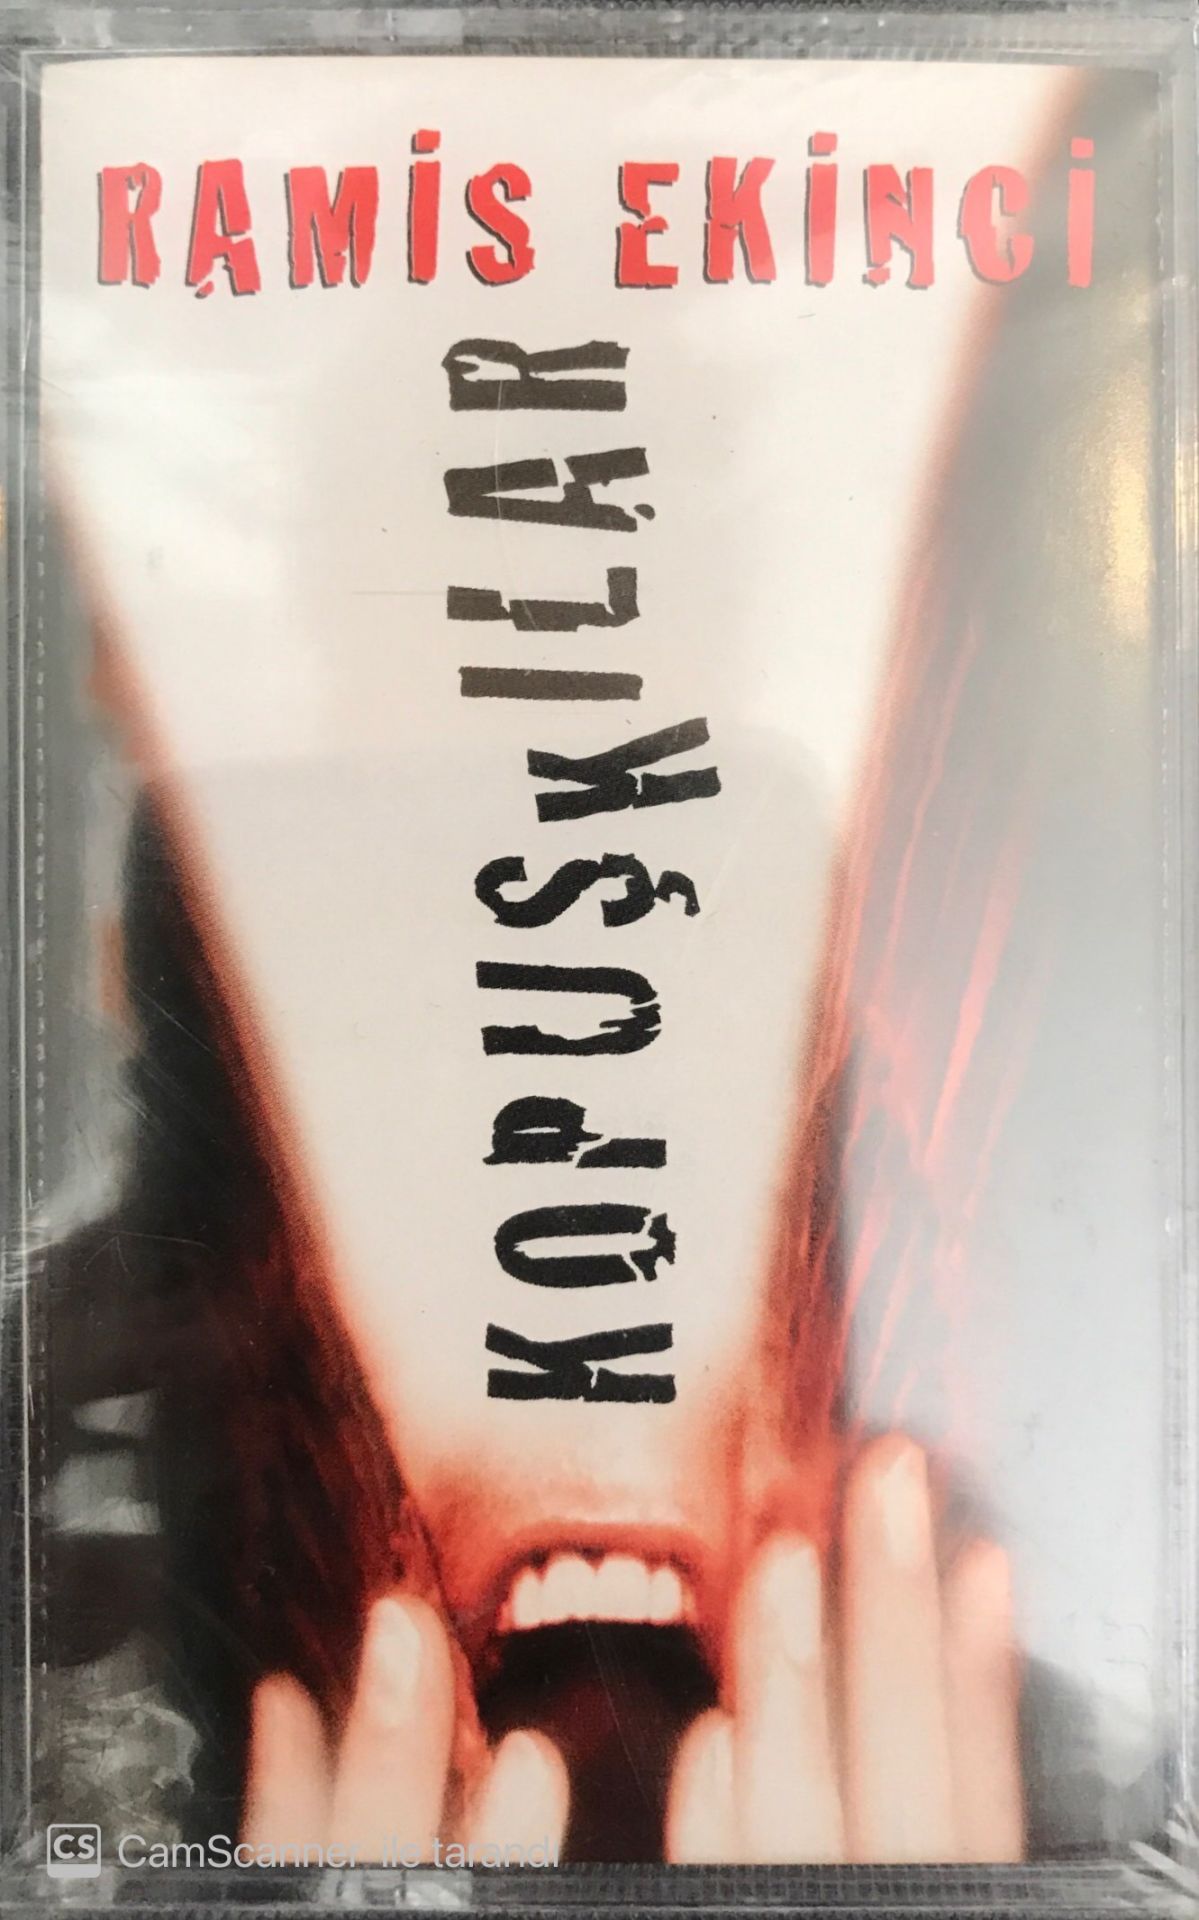 RAMİS EKİNCİ
KOPUŞKILAR
CS CamScanner ile tarandı